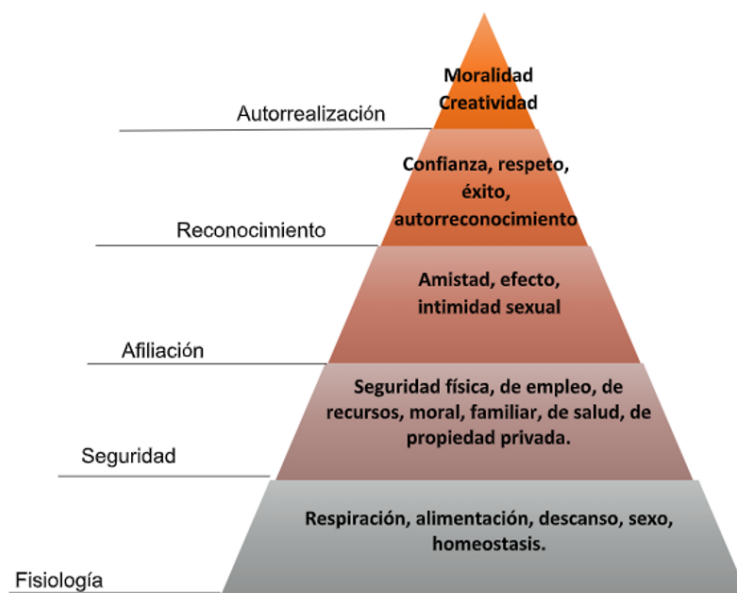 Moralidad
Creatividad
Autorrealización
Confianza, respeto,
éxito,
autorreconocimiento
Reconocimiento
Amistad, efecto,
intimidad sexual
Afiliación
Seguridad física, de empleo, de
recursos, moral, familiar, de salud, de
propiedad privada.
Seguridad
Respiración, alimentación, descanso, sexo,
homeostasis.
Fisiología